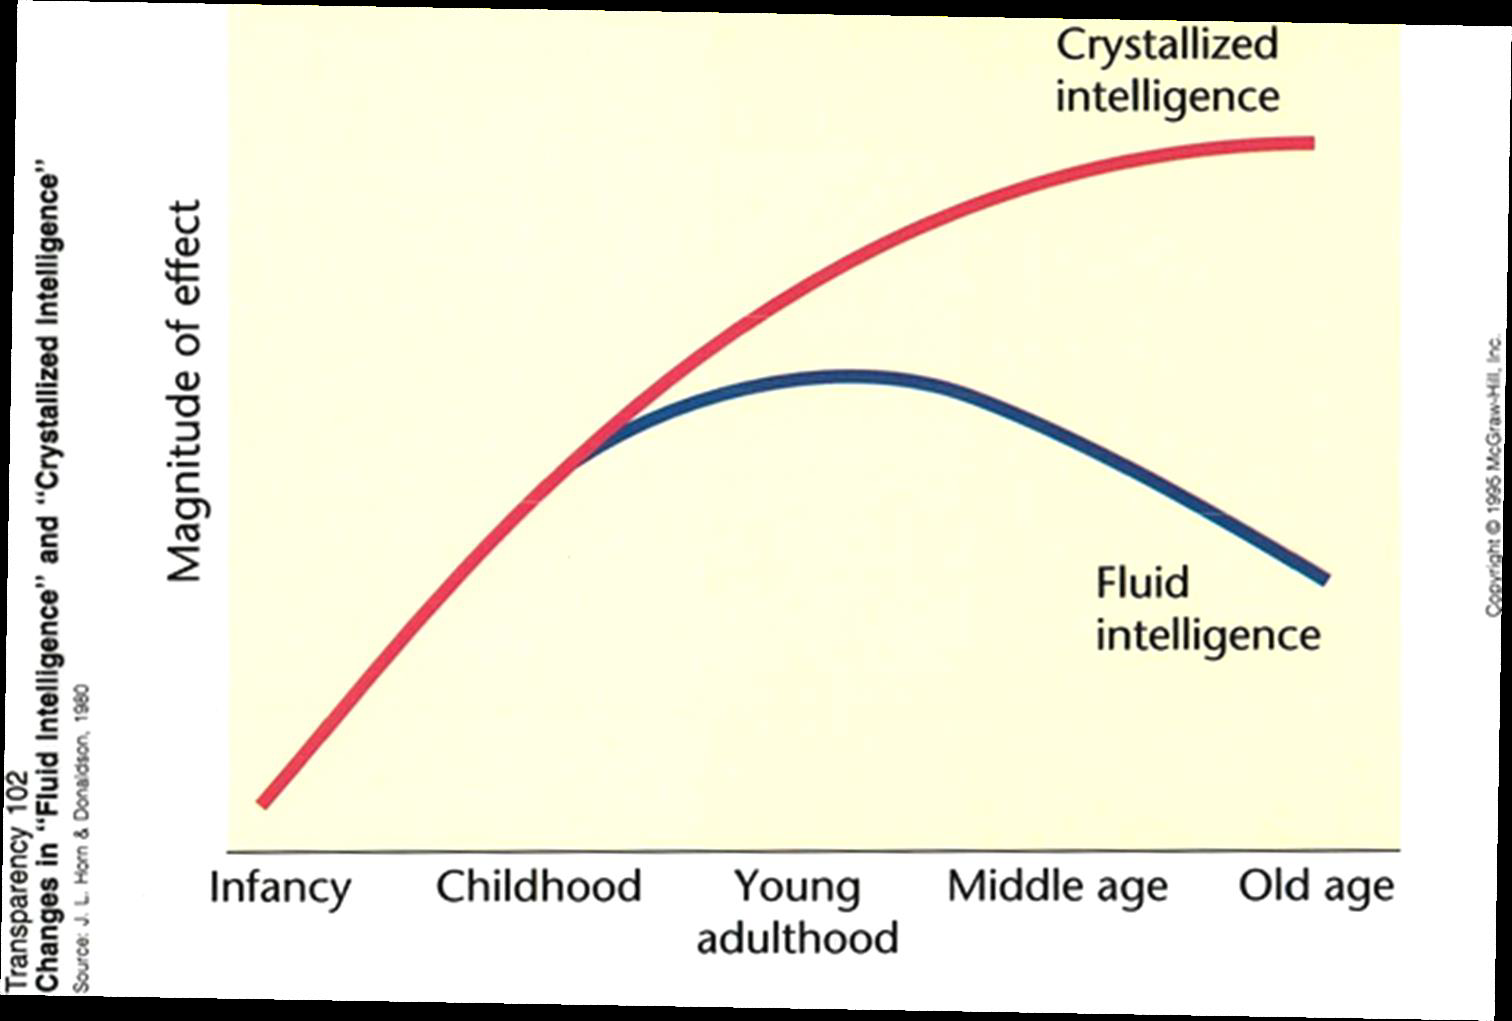 Transparency 102
Changes in “Fluid Intelligence” and “Crystallized Intelligence”
Source: J. L. Horn & Donaldson, 1980
Magnitude of effect
Crystallized
intelligence
Fluid
intelligence
Infancy
Childhood
Young
adulthood
Middle age
Old age
Copyright © 1995 McGraw-Hill, Inc.